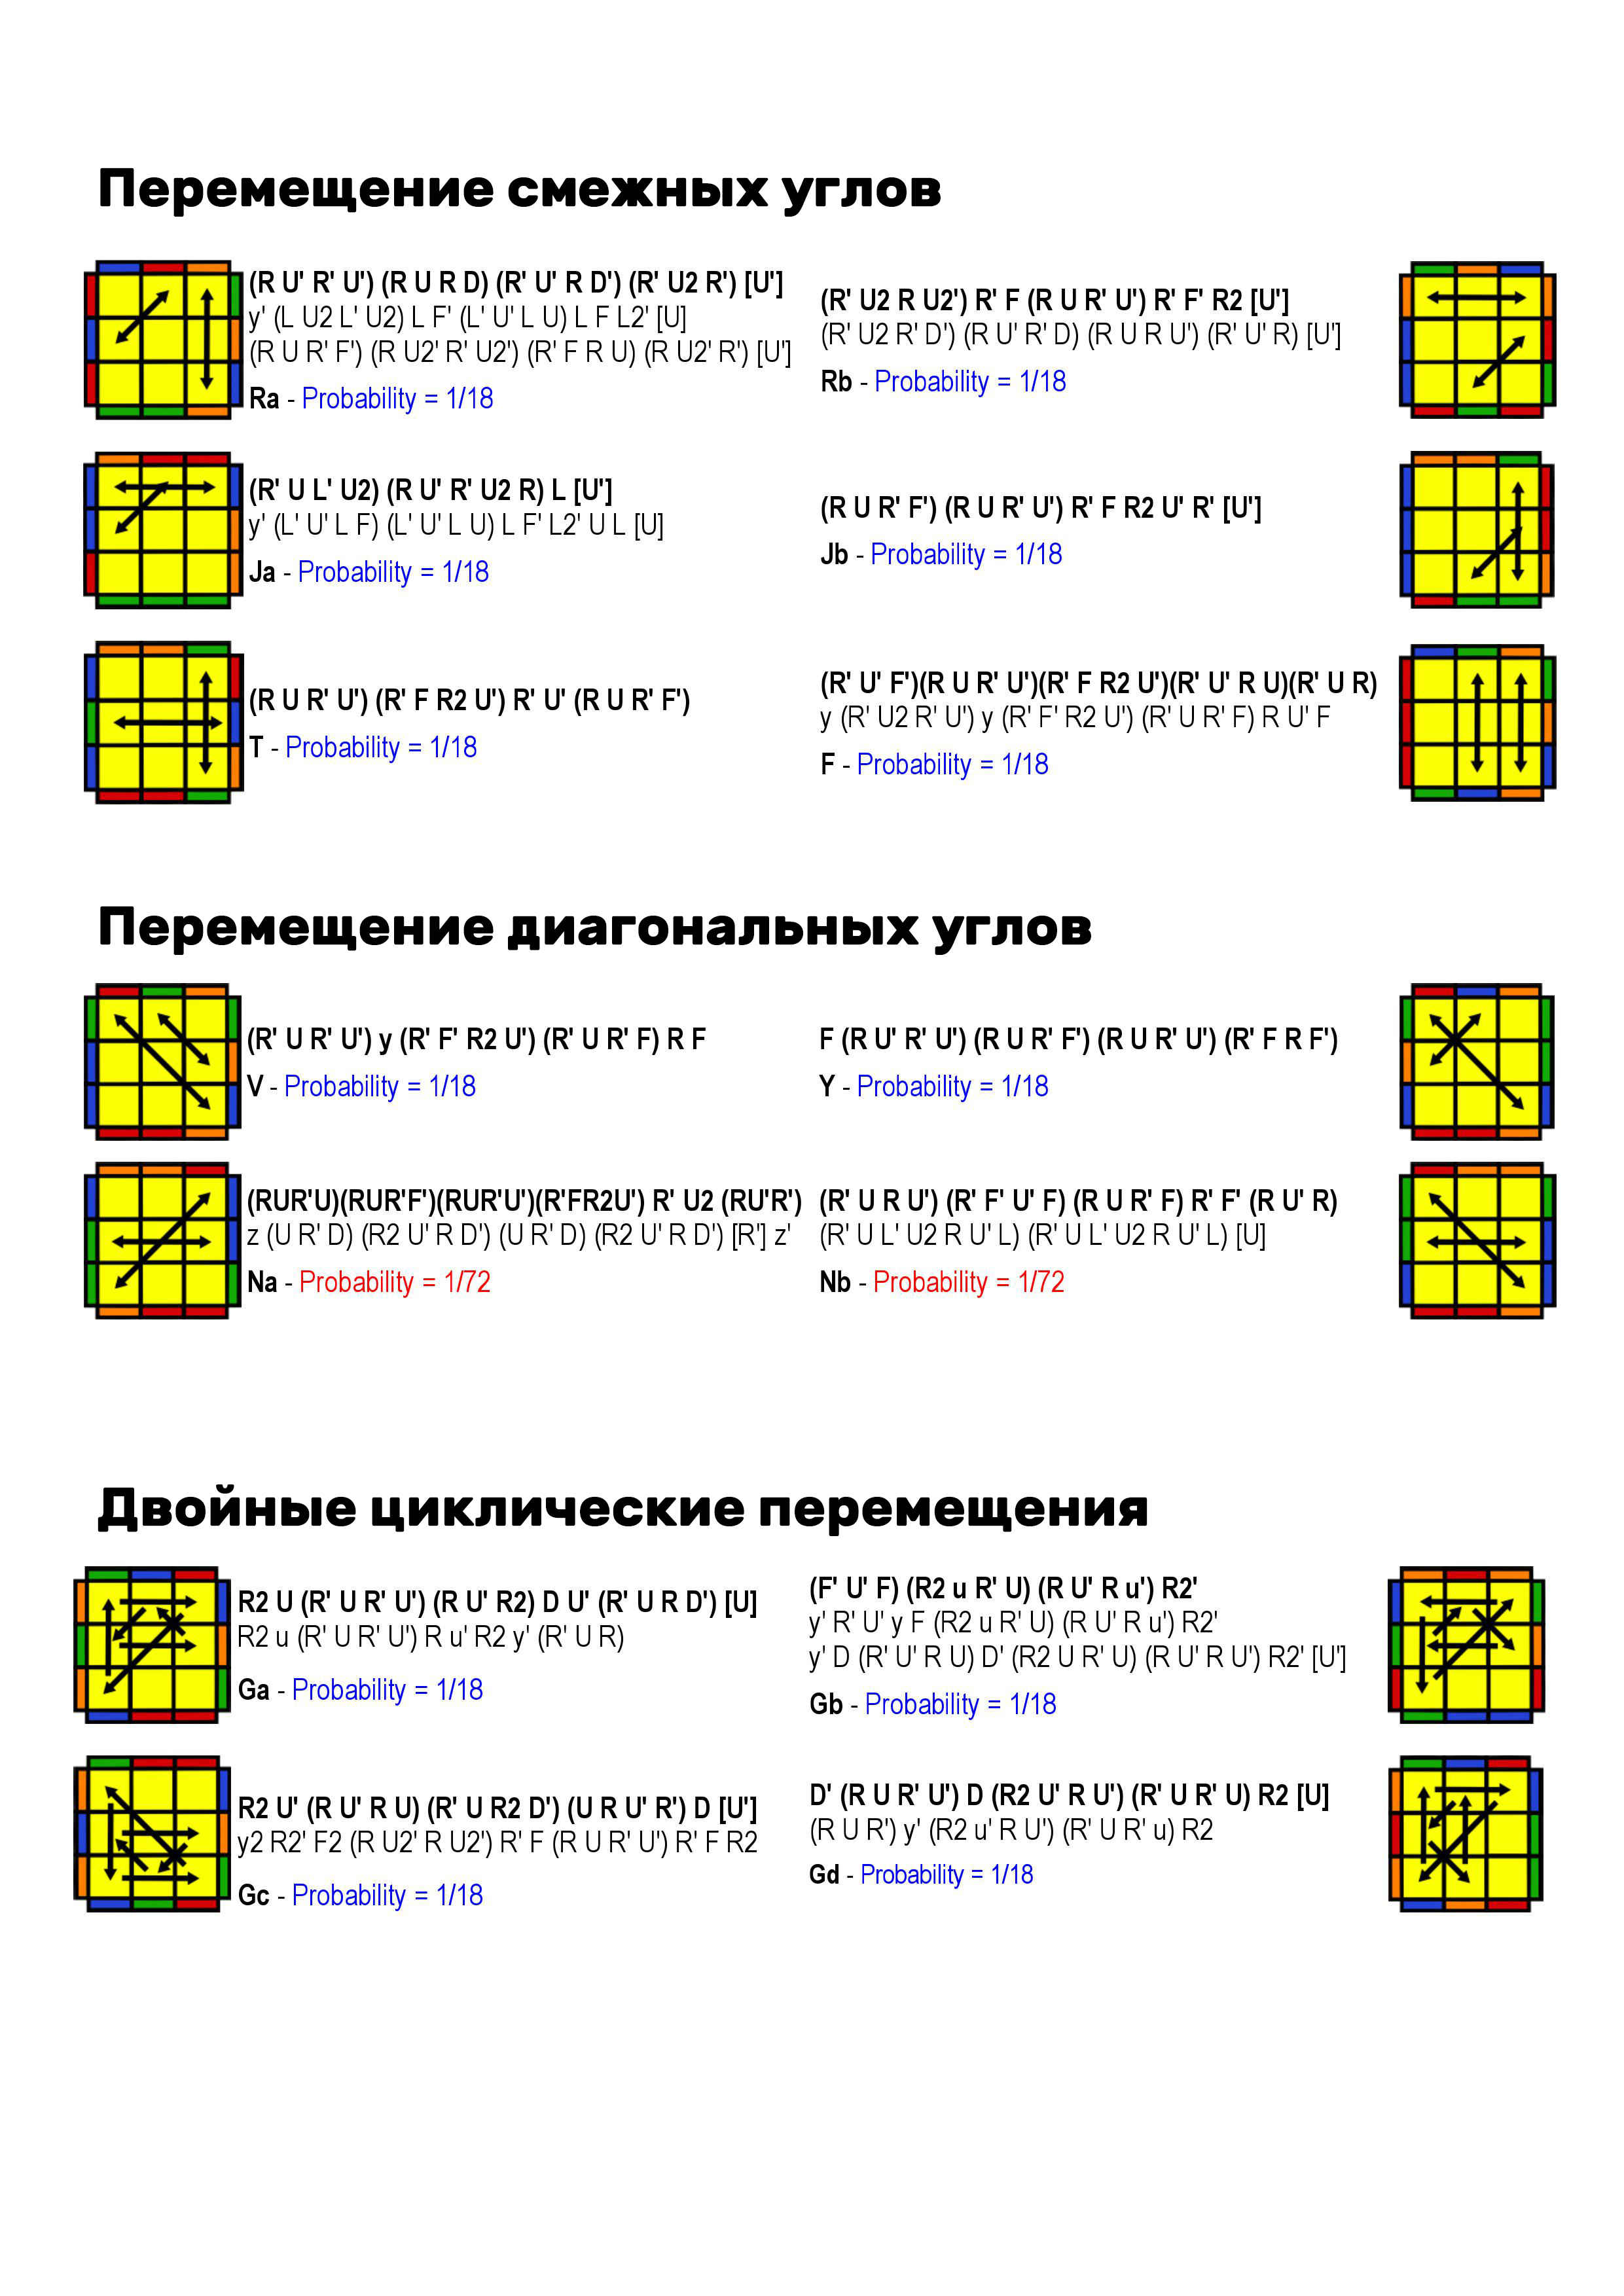 Перемещение смежных углов
(R U' R' U') (R U R D) (R' U' R D') (R' U2 R') [U']
y' (L U2 L' U2) L F' (L' U' L U) L F L2' [U]
(R U R' F') (R U2' R' U2') (R' F R U) (R U2' R') [U']
Ra - Probability = 1/18
(R' U2 R U2') R' F (R U R' U') R' F' R2 [U']
(R' U2 R' D') (R U' R' D) (R U R U') (R' U' R) [U']
Rb - Probability = 1/18
(R' U L' U2) (R U' R' U2 R) L [U']
y' (L' U' L F) (L' U' L U) L F' L2' U L [U]
Ja - Probability = 1/18
(R U R' F') (R U R' U') R' F R2 U' R' [U']
Jb - Probability = 1/18
(R U R' U') (R' F R2 U') R' U' (R U R' F')
T - Probability = 1/18
(R' U' F')(R U R' U')(R' F R2 U')(R' U' R U)(R' U R)
y (R' U2 R' U') y (R' F' R2 U') (R' U R' F) R U' F
F - Probability = 1/18
Перемещение диагональных углов
(R' U R' U') y (R' F' R2 U') (R' U R' F) R F
V - Probability = 1/18
F (R U' R' U') (R U R' F') (R U R' U') (R' F R F')
Y - Probability = 1/18
(RUR'U)(RUR'F')(RUR'U')(R'FR2U') R' U2 (RU'R')
z (U R' D) (R2 U' R D') (U R' D) (R2 U' R D') [R'] z'
Na - Probability = 1/72
(R' U R U') (R' F' U' F) (R U R' F) R' F' (R U' R)
(R' U L' U2 R U' L) (R' U L' U2 R U' L) [U]
Nb - Probability = 1/72
Двойные циклические перемещения
R2 U (R' U R' U') (R U' R2) D U' (R' U R D') [U]
R2 u (R' U R' U') R u' R2 y' (R' U R)
Ga - Probability = 1/18
(F' U' F) (R2 u R' U) (R U' R u') R2'
y' R' U' y F (R2 u R' U) (R U' R u') R2'
y' D (R' U' R U) D' (R2 U R' U) (R U' R U') R2' [U']
Gb - Probability = 1/18
R2 U' (R U' R U) (R' U R2 D') (U R U' R') D [U']
y2 R2' F2 (R U2' R U2') R' F (R U R' U') R' F R2
Gc - Probability = 1/18
D' (R U R' U') D (R2 U' R U') (R' U R' U) R2 [U]
(R U R') y' (R2 u' R U') (R' U R' u) R2
Gd - Probability = 1/18